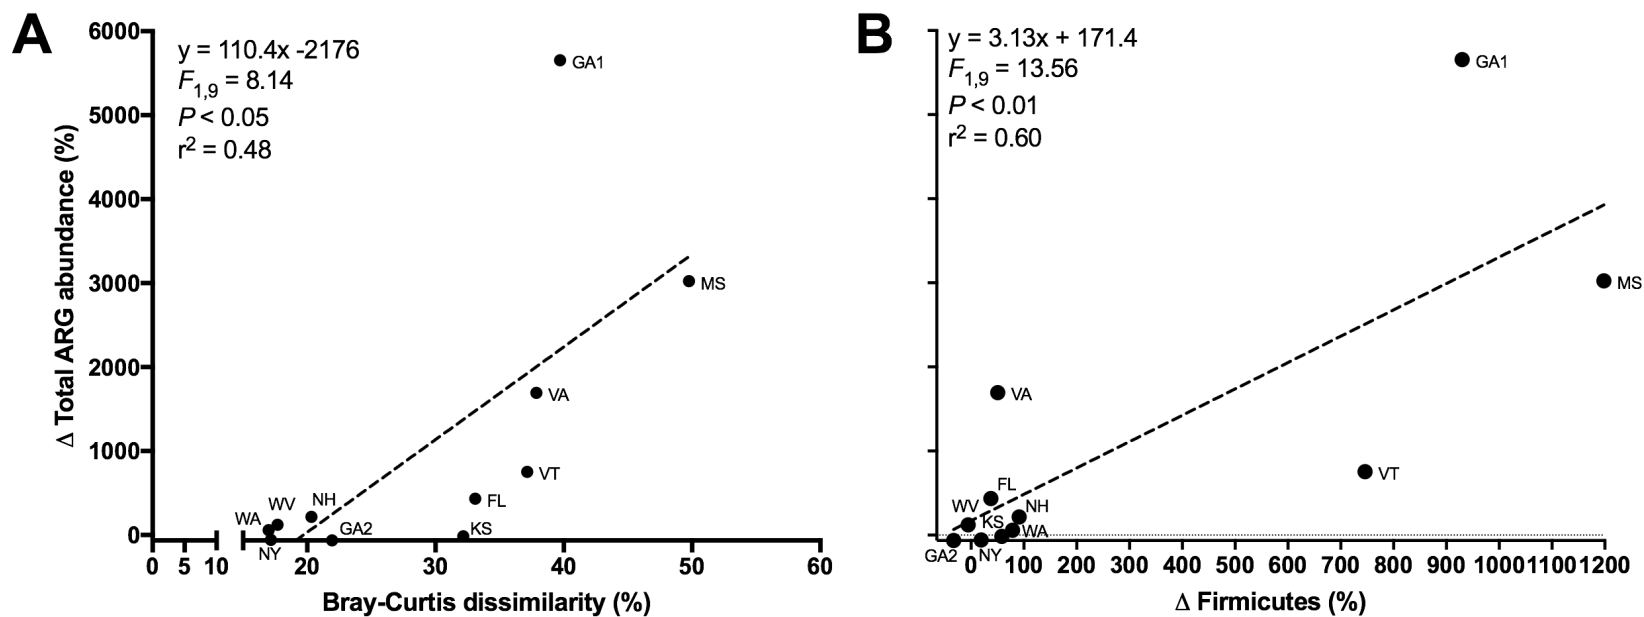 A
y = 110.4x -2176
F1,9 = 8.14
P < 0.05
r2 = 0.48
Δ Total ARG abundance (%)
6000
5000
4000
3000
2000
1000
0
GA1
MS
VA
VT
FL
KS
NH
WV
WA
NY
GA2
0 5 10 20 30 40 50 60
Bray-Curtis dissimilarity (%)
B
y = 3.13x + 171.4
F1,9 = 13.56
P < 0.01
r2 = 0.60
GA1
MS
VA
VT
FL
WV
NH
KS
WA
GA2
NY
0 100 200 300 400 500 600 700 800 900 1000 1100 1200
Δ Firmicutes (%)